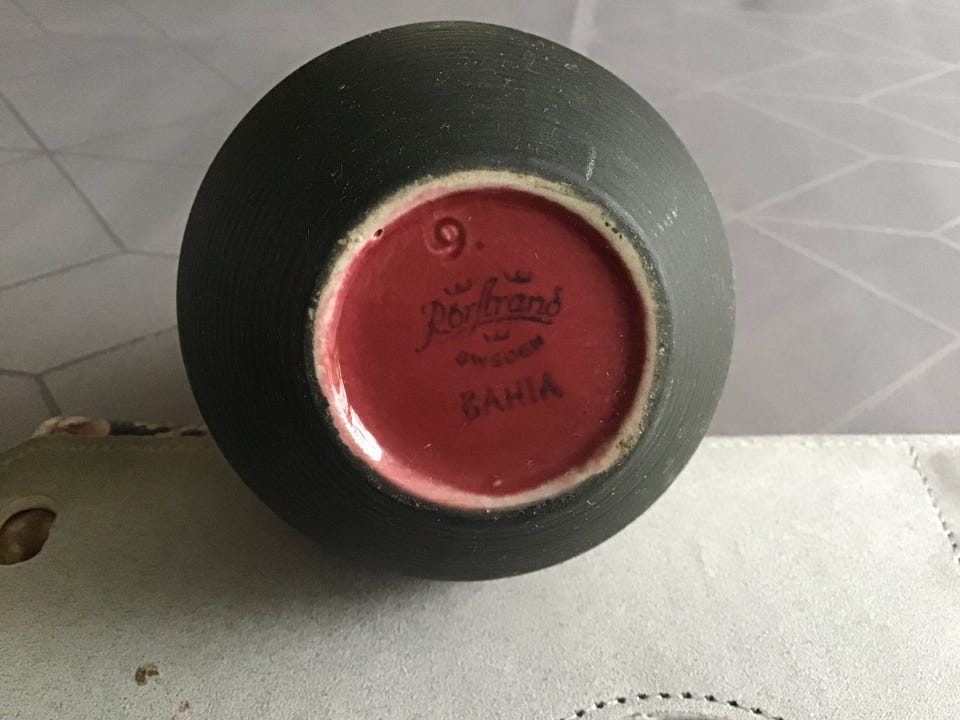 9.
Rörstrand
SWEDEN
BAHIA